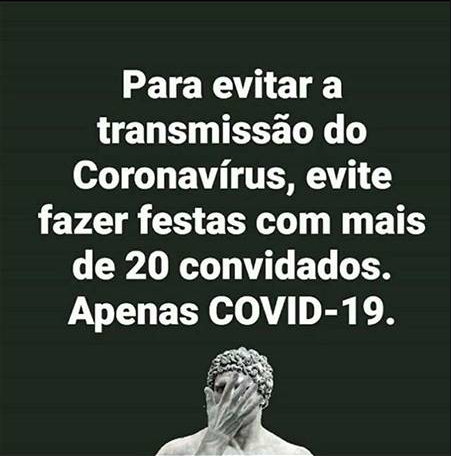 Para evitar a
transmissão do
Coronavírus, evite
fazer festas com mais
de 20 convidados.
Apenas COVID-19.